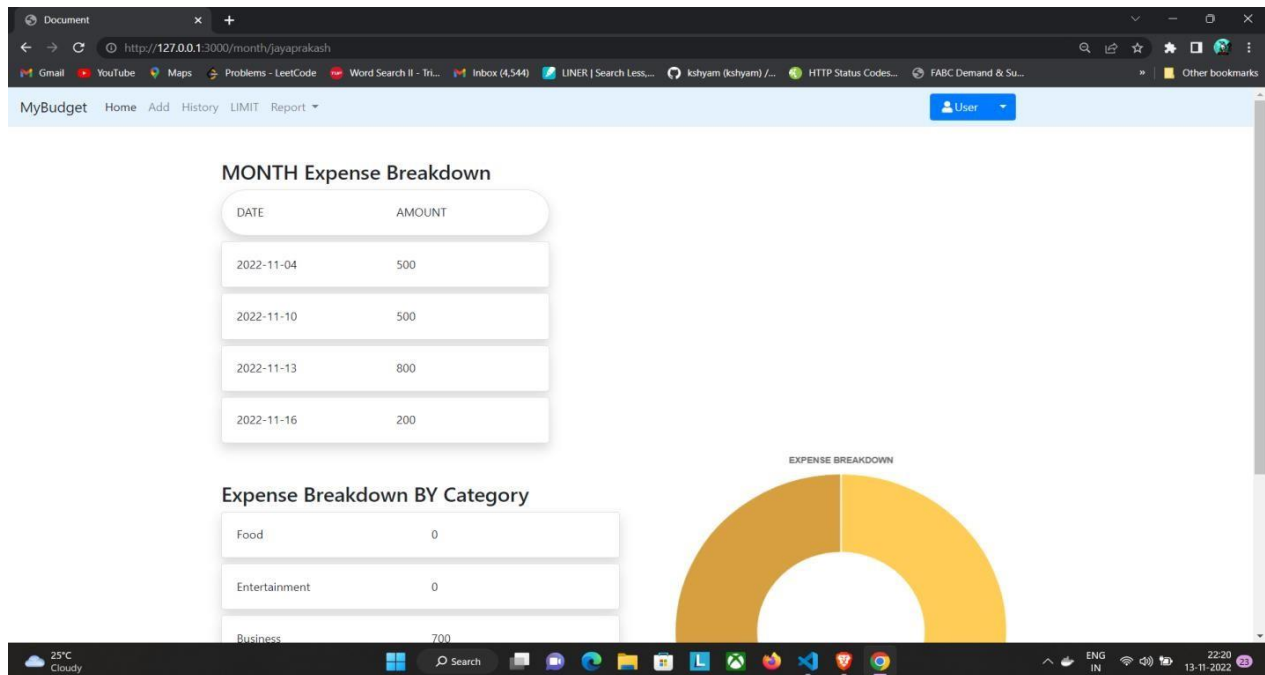 Document
http://127.0.0.1:3000/month/jayaprakash
Gmail YouTube Maps Problems - LeetCode Word Search II - Tri... Inbox (4,544) LINER | Search Less,... kshyam (kshyam) /... HTTP Status Codes... FABC Demand & Su... » Other bookmarks
MyBudget Home Add History LIMIT Report User
MONTH Expense Breakdown
DATE AMOUNT
2022-11-04 500
2022-11-10 500
2022-11-13 800
2022-11-16 200
EXPENSE BREAKDOWN
Expense Breakdown BY Category
Food 0
Entertainment 0
Business 700
25°C
Cloudy
Search
ENG
IN
22:20
13-11-2022
23